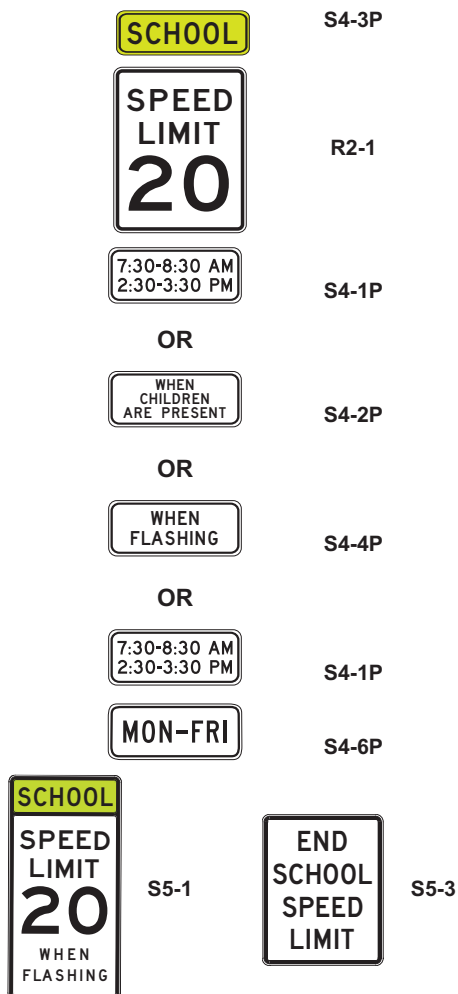 SCHOOL
S4-3P
SPEED
LIMIT
20
R2-1
7:30-8:30 AM
2:30-3:30 PM
S4-1P
OR
WHEN
CHILDREN
ARE PRESENT
S4-2P
OR
WHEN
FLASHING
S4-4P
OR
7:30-8:30 AM
2:30-3:30 PM
S4-1P
MON-FRI
S4-6P
SCHOOL
SPEED
LIMIT
20
WHEN
FLASHING
S5-1
END
SCHOOL
SPEED
LIMIT
S5-3